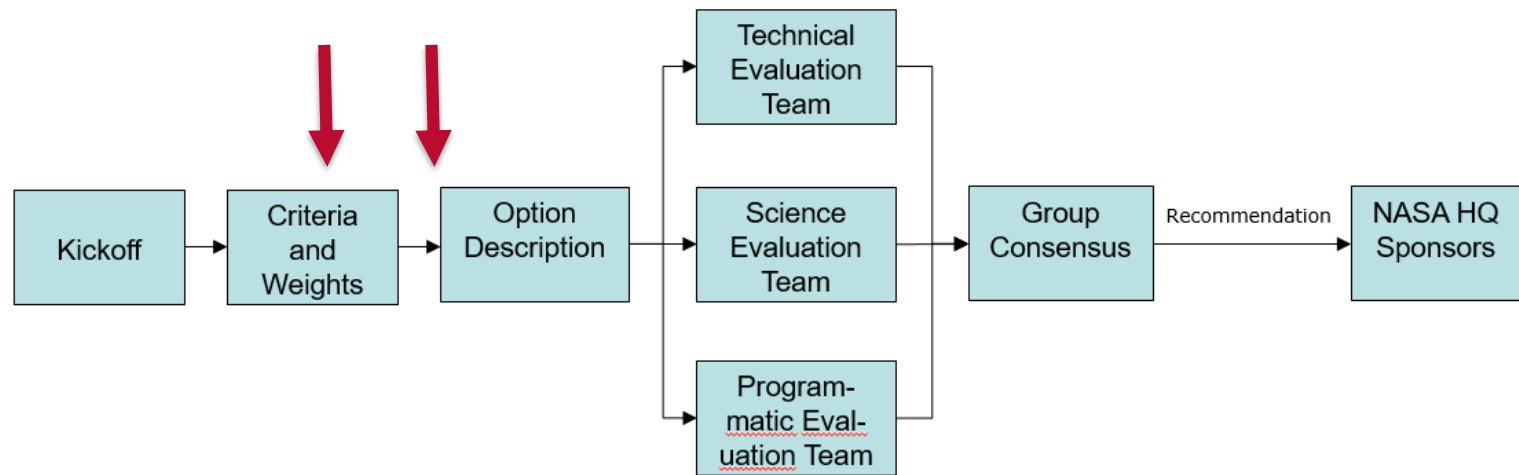 Kickoff
Criteria
and
Weights
Option
Description
Technical
Evaluation
Team
Science
Evaluation
Team
Program-
matic Eval-
uation Team
Group
Consensus
Recommendation
NASA HQ
Sponsors